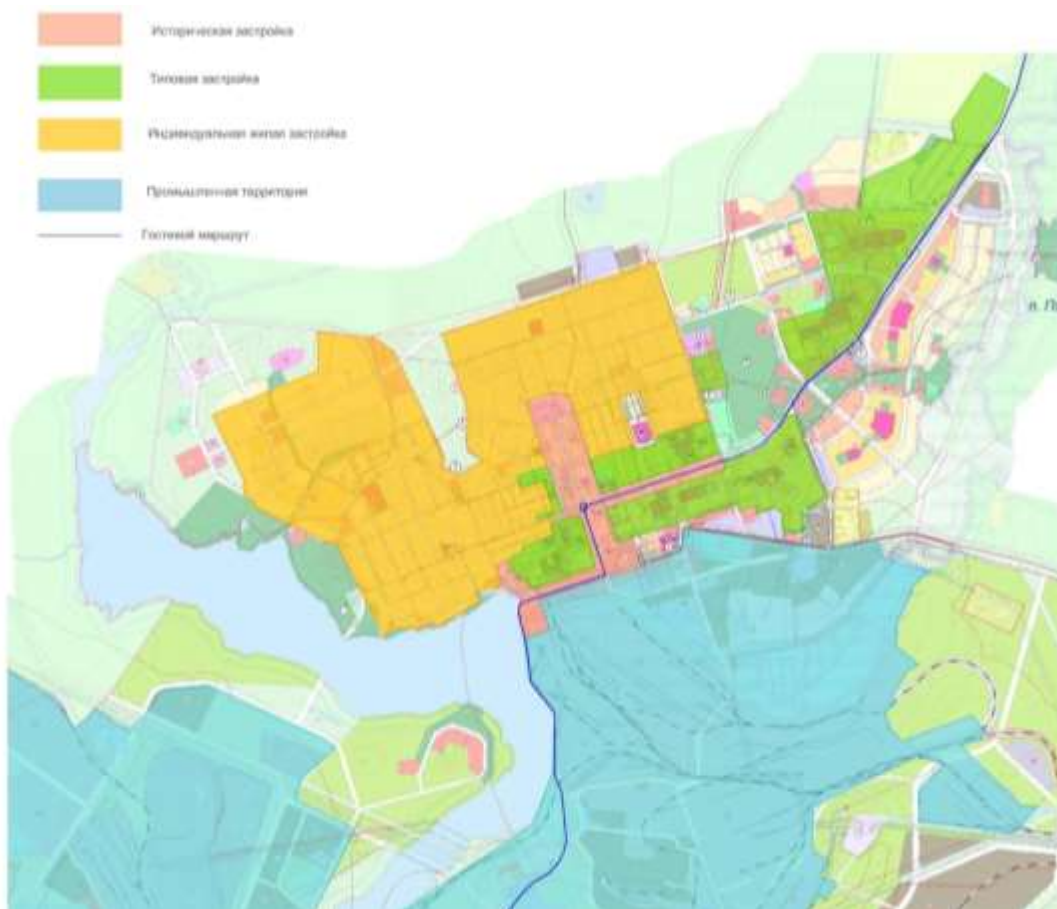 Историческая застройка
Типовая застройка
Индивидуальная жилая застройка
Промышленная территория
Гостевой маршрут